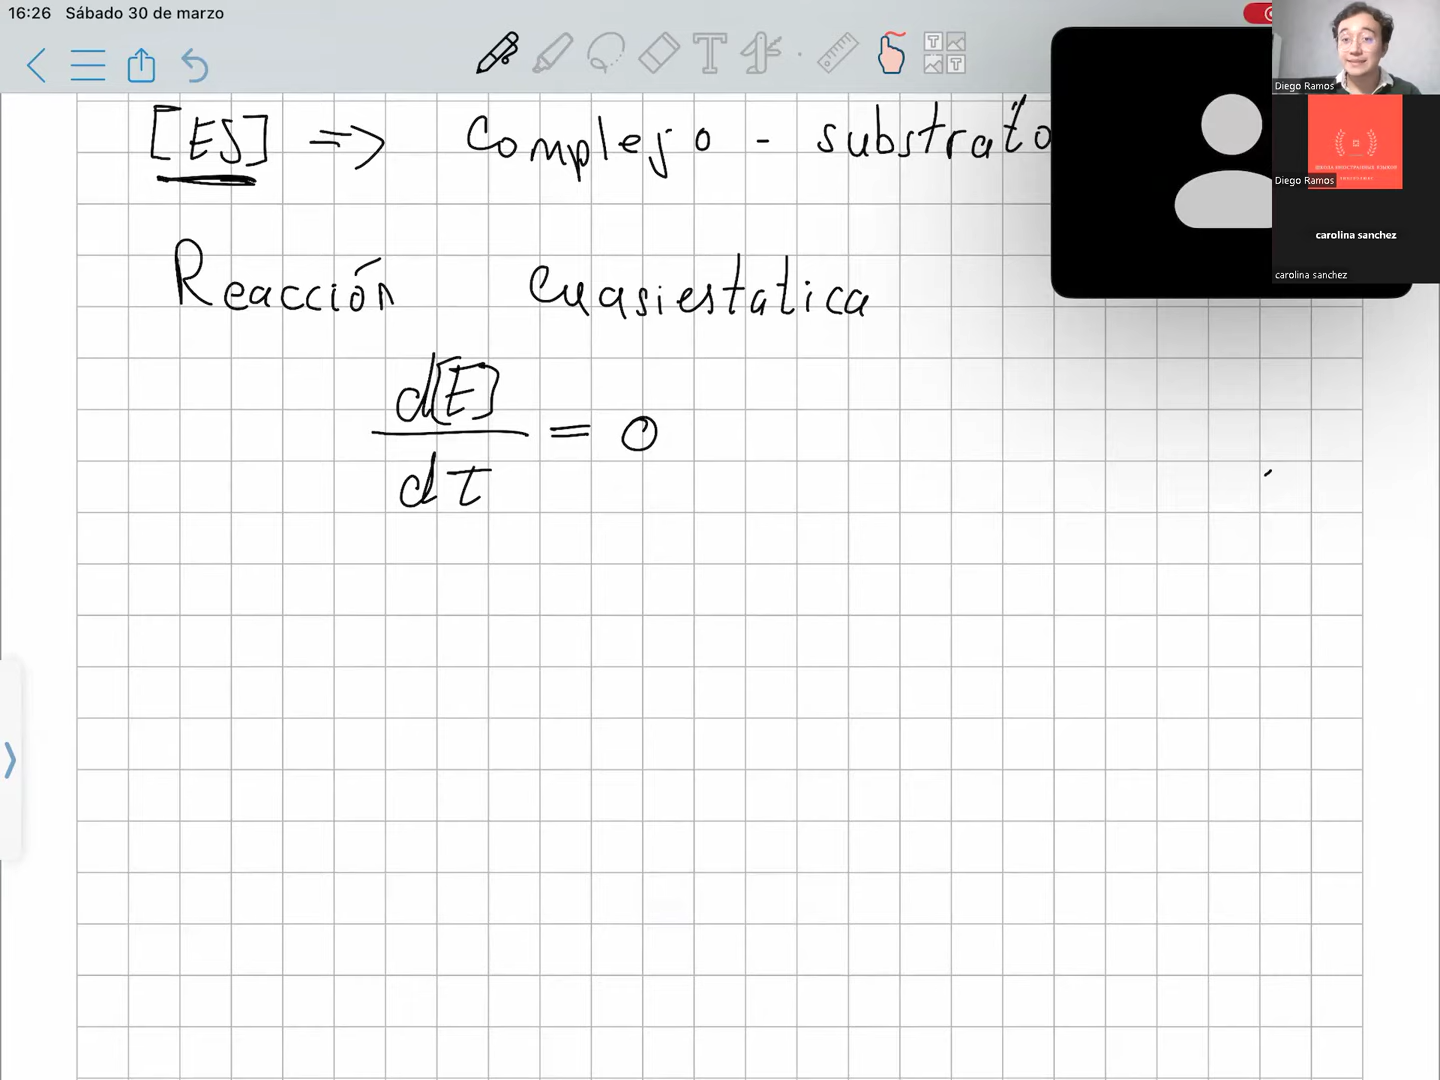 16:26 Sábado 30 de marzo
Diego Ramos
Diego Ramos
carolina sanchez
carolina sanchez
[ES] => Complejo - substrato
Reacción Cuasiestatica
d[E]
dτ
= 0